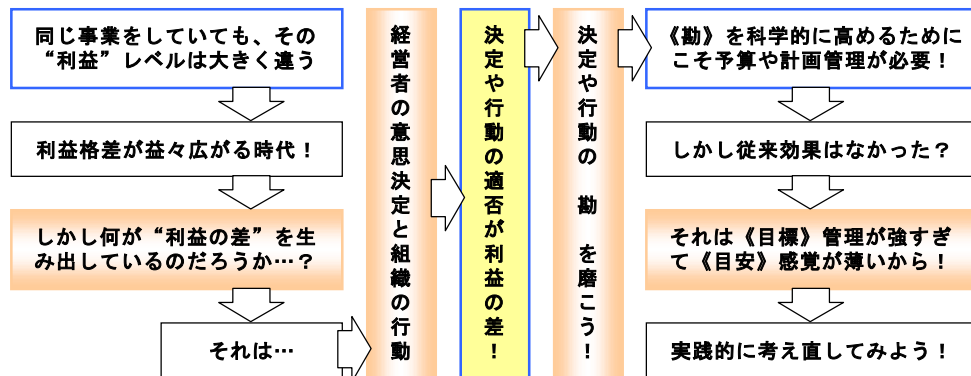 同じ事業をしていても、その
“利益”レベルは大きく違う
利益格差が益々広がる時代！
しかし何が“利益の差”を生
み出しているのだろうか…？
それは…
経営者の意思決定と組織の行動
決定や行動の適否が利益の差！
決定や行動の　勘　を磨こう！
《勘》を科学的に高めるために
こそ予算や計画管理が必要！
しかし従来効果はなかった？
それは《目標》管理が強すぎ
て《目安》感覚が薄いから！
実践的に考え直してみよう！